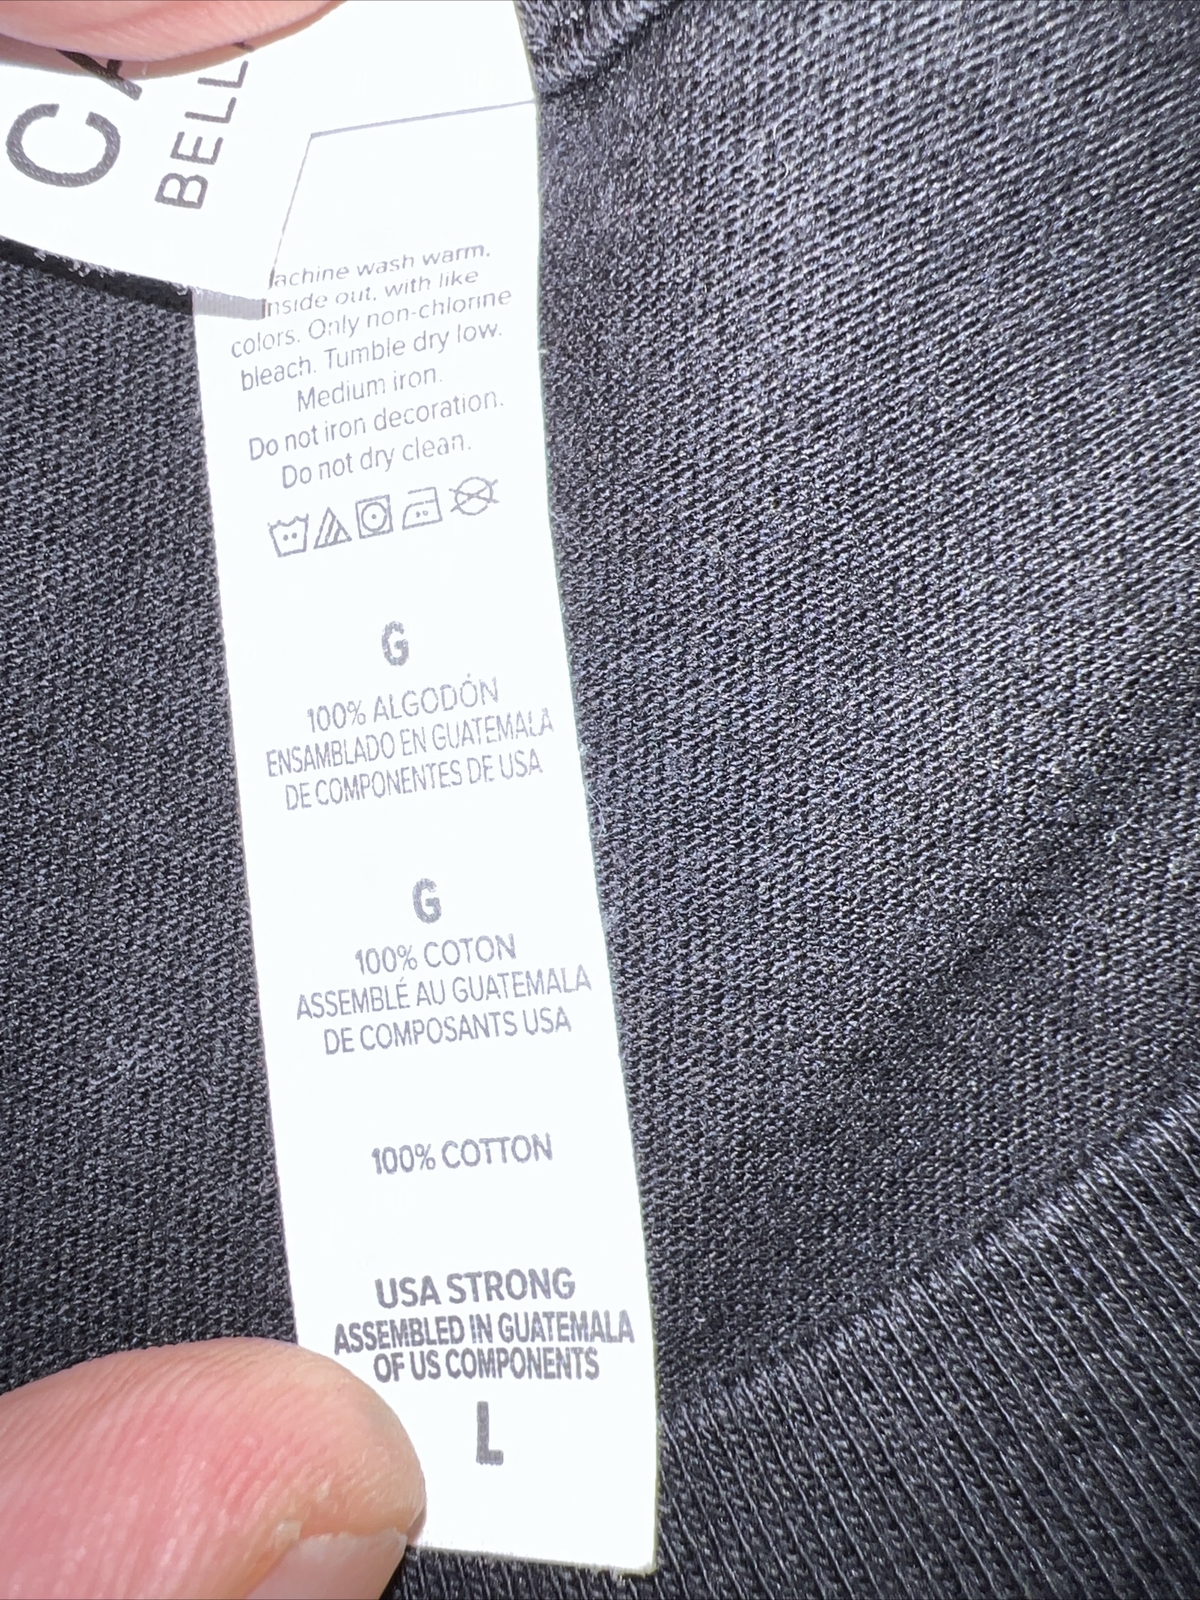 BELL
achine wash warm,
nside out, with like
colors. Only non-chlorine
bleach. Tumble dry low.
Medium iron.
Do not iron decoration.
Do not dry clean.
G
100% ALGODÓN
ENSAMBLADO EN GUATEMALA
DE COMPONENTES DE USA
G
100% COTON
ASSEMBLÉ AU GUATEMALA
DE COMPOSANTS USA
100% COTTON
USA STRONG
ASSEMBLED IN GUATEMALA
OF US COMPONENTS
L